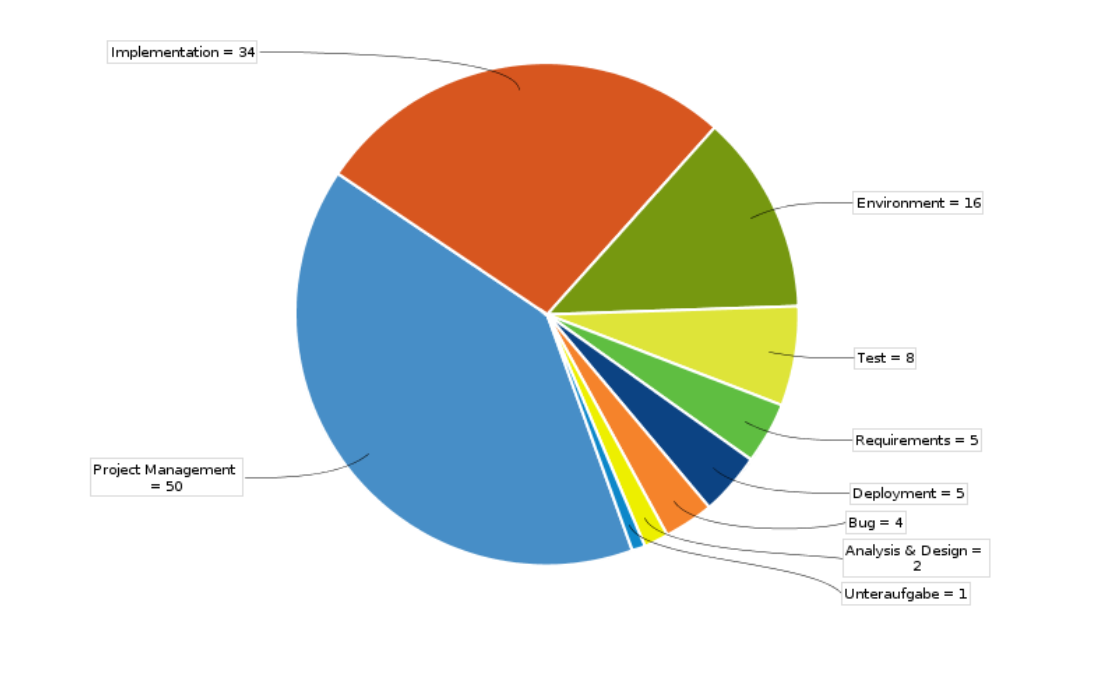 Implementation = 34
Environment = 16
Test = 8
Requirements = 5
Project Management
= 50
Deployment = 5
Bug = 4
Analysis & Design =
2
Unteraufgabe = 1